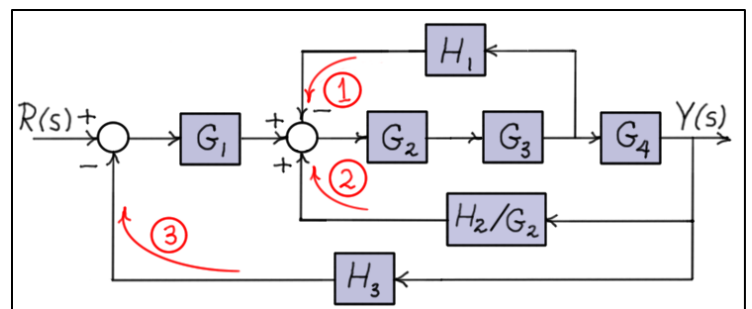 H₁
①
−
R(s)
+
G₁
+
G₂
G₃
G₄
Y(s)
−
+
②
H₂/G₂
③
H₃